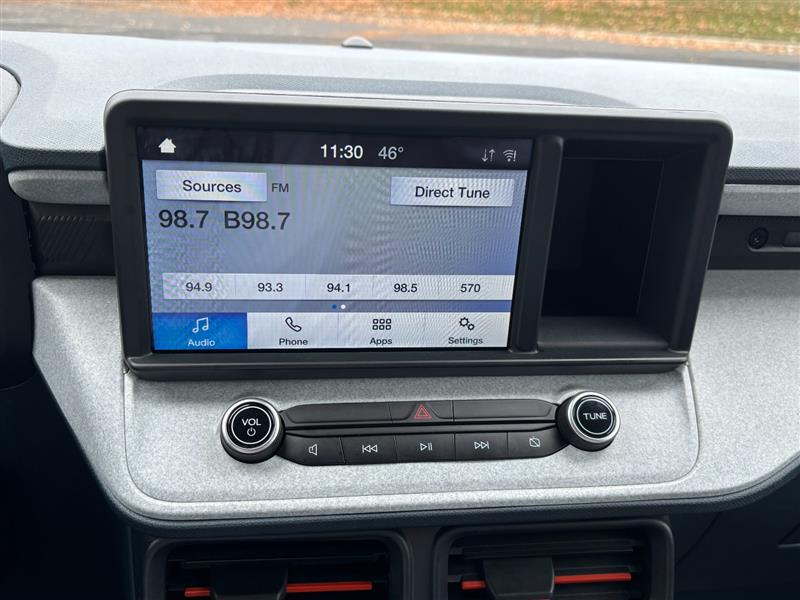 11:30 46°
Sources FM Direct Tune
98.7 B98.7
94.9 93.3 94.1 98.5 570
Audio Phone Apps Settings
VOL TUNE